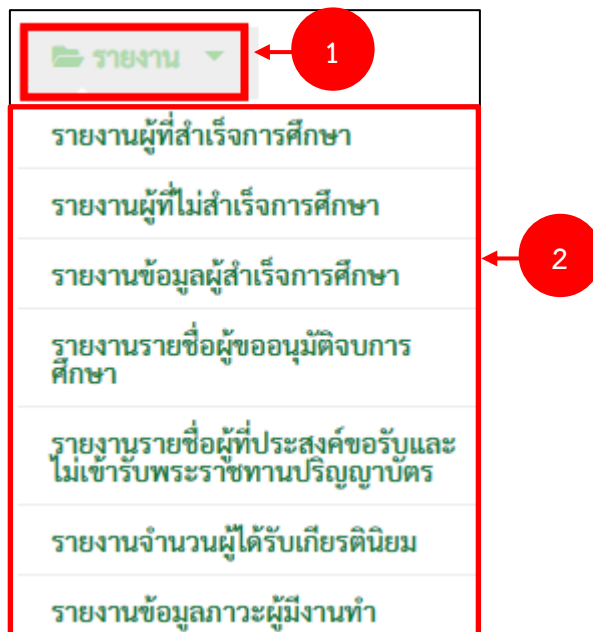 รายงาน
1
รายงานผู้ที่สำเร็จการศึกษา
รายงานผู้ที่ไม่สำเร็จการศึกษา
รายงานข้อมูลผู้สำเร็จการศึกษา
2
รายงานรายชื่อผู้ขออนุมัติจบการ
ศึกษา
รายงานรายชื่อผู้ที่ประสงค์ขอรับและ
ไม่เข้ารับพระราชทานปริญญาบัตร
รายงานจำนวนผู้ได้รับเกียรตินิยม
รายงานข้อมูลภาวะผู้มีงานทำ